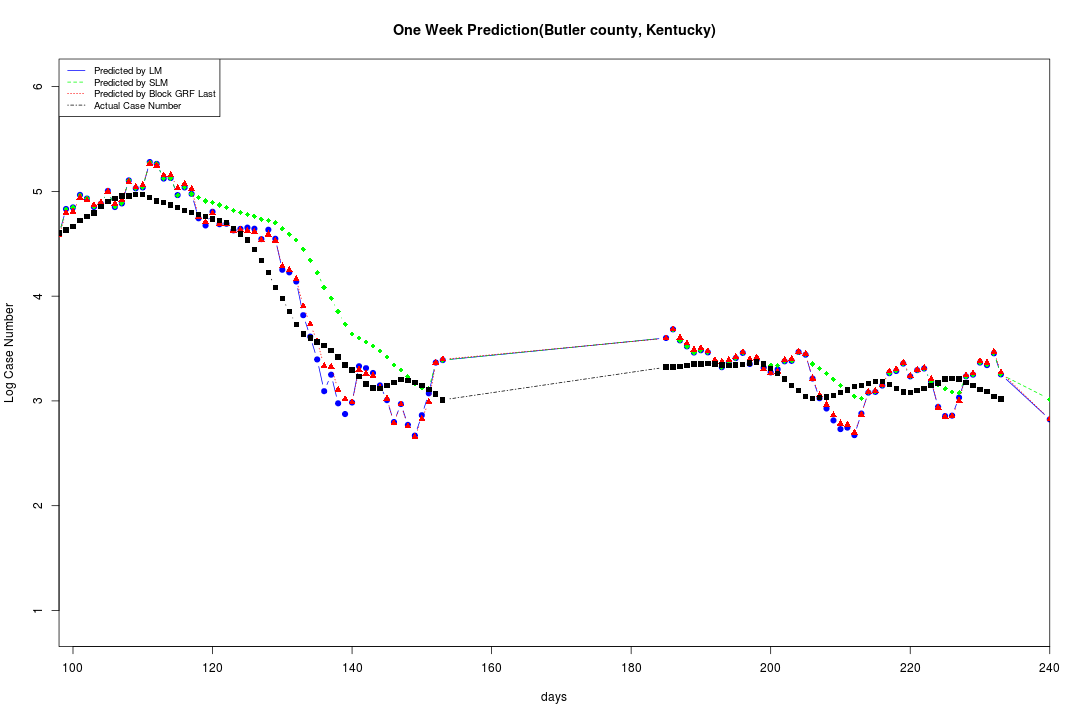 One Week Prediction(Butler county, Kentucky)
Predicted by LM
Predicted by SLM
Predicted by Block GRF Last
Actual Case Number
Log Case Number
6
5
4
3
2
1
100 120 140 160 180 200 220 240
days